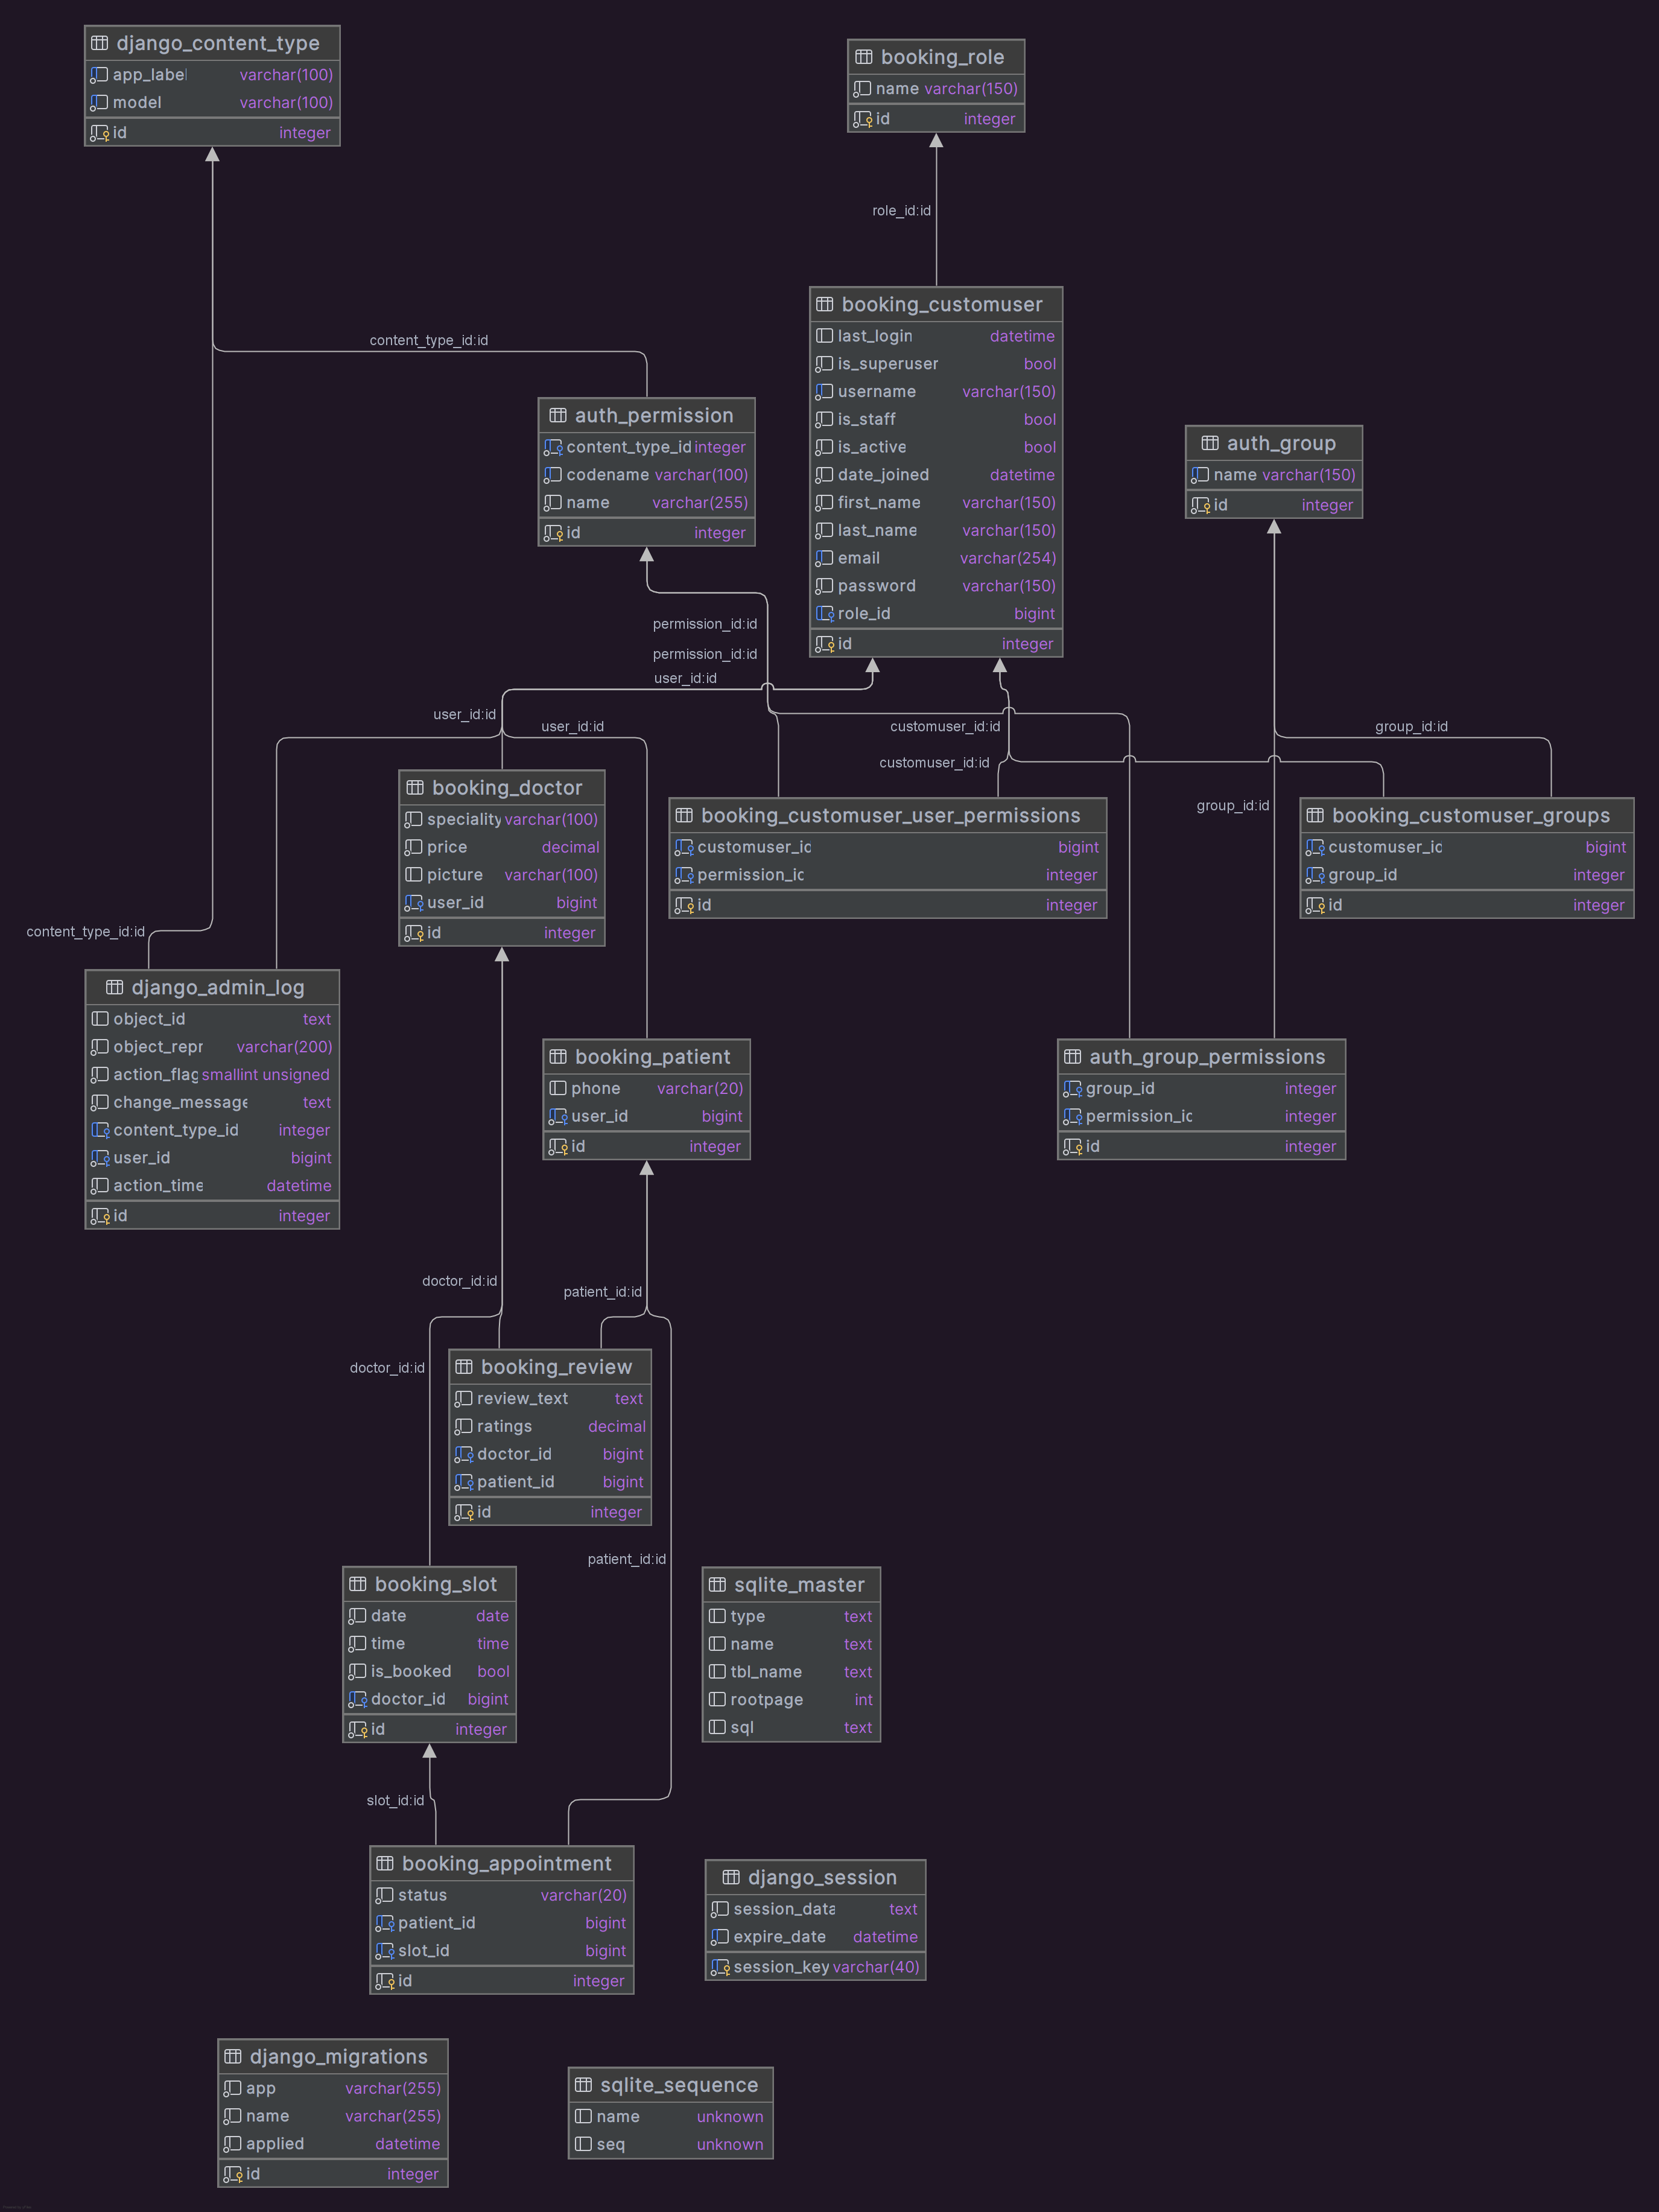 django_content_type
app_label varchar(100)
model varchar(100)
id integer
booking_role
name varchar(150)
id integer
role_id:id
booking_customuser
last_login datetime
is_superuser bool
username varchar(150)
is_staff bool
is_active bool
date_joined datetime
first_name varchar(150)
last_name varchar(150)
email varchar(254)
password varchar(150)
role_id bigint
id integer
content_type_id:id
auth_permission
content_type_id integer
codename varchar(100)
name varchar(255)
id integer
auth_group
name varchar(150)
id integer
permission_id:id
permission_id:id
user_id:id
user_id:id
user_id:id
customuser_id:id
customuser_id:id
group_id:id
group_id:id
booking_doctor
speciality varchar(100)
price decimal
picture varchar(100)
user_id bigint
id integer
booking_customuser_user_permissions
customuser_id bigint
permission_id integer
id integer
booking_customuser_groups
customuser_id bigint
group_id integer
id integer
content_type_id:id
django_admin_log
object_id text
object_repr varchar(200)
action_flag smallint unsigned
change_message text
content_type_id integer
user_id bigint
action_time datetime
id integer
booking_patient
phone varchar(20)
user_id bigint
id integer
auth_group_permissions
group_id integer
permission_id integer
id integer
doctor_id:id
patient_id:id
doctor_id:id
booking_review
review_text text
ratings decimal
doctor_id bigint
patient_id bigint
id integer
patient_id:id
booking_slot
date date
time time
is_booked bool
doctor_id bigint
id integer
sqlite_master
type text
name text
tbl_name text
rootpage int
sql text
slot_id:id
booking_appointment
status varchar(20)
patient_id bigint
slot_id bigint
id integer
django_session
session_data text
expire_date datetime
session_key varchar(40)
django_migrations
app varchar(255)
name varchar(255)
applied datetime
id integer
sqlite_sequence
name unknown
seq unknown